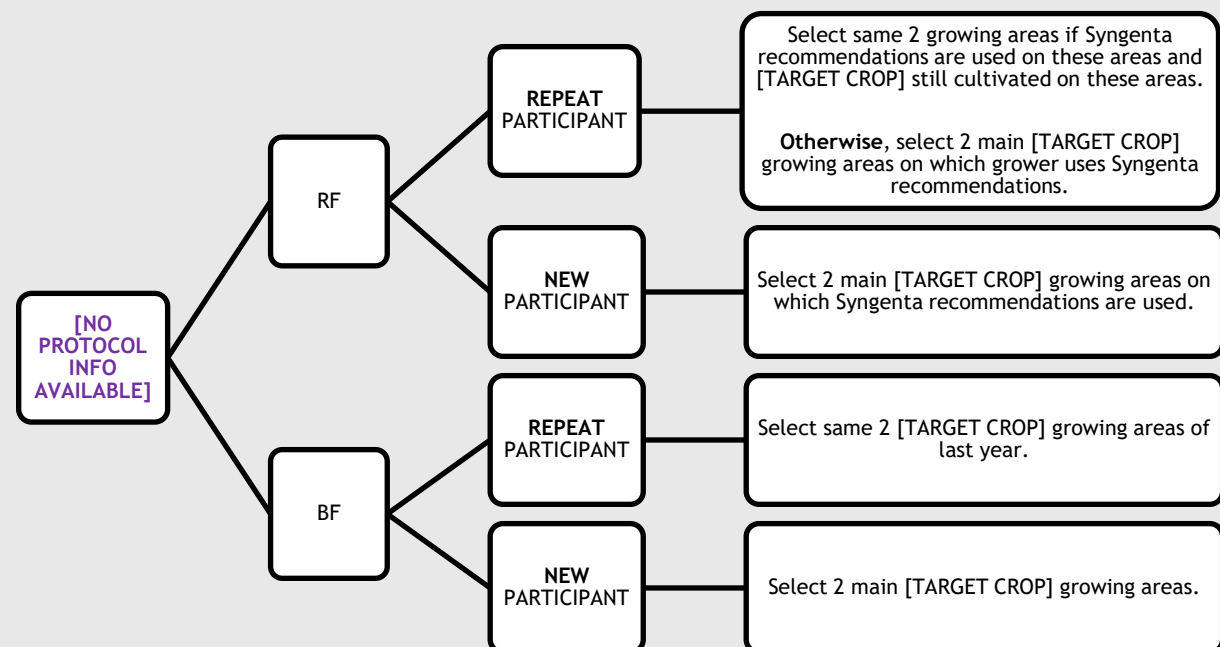 Select same 2 growing areas if Syngenta
recommendations are used on these areas and
[TARGET CROP] still cultivated on these areas.
Otherwise, select 2 main [TARGET CROP]
growing areas on which grower uses Syngenta
recommendations.
REPEAT
PARTICIPANT
RF
NEW
PARTICIPANT
Select 2 main [TARGET CROP] growing areas on
which Syngenta recommendations are used.
[NO
PROTOCOL
INFO
AVAILABLE]
REPEAT
PARTICIPANT
Select same 2 [TARGET CROP] growing areas of
last year.
BF
NEW
PARTICIPANT
Select 2 main [TARGET CROP] growing areas.